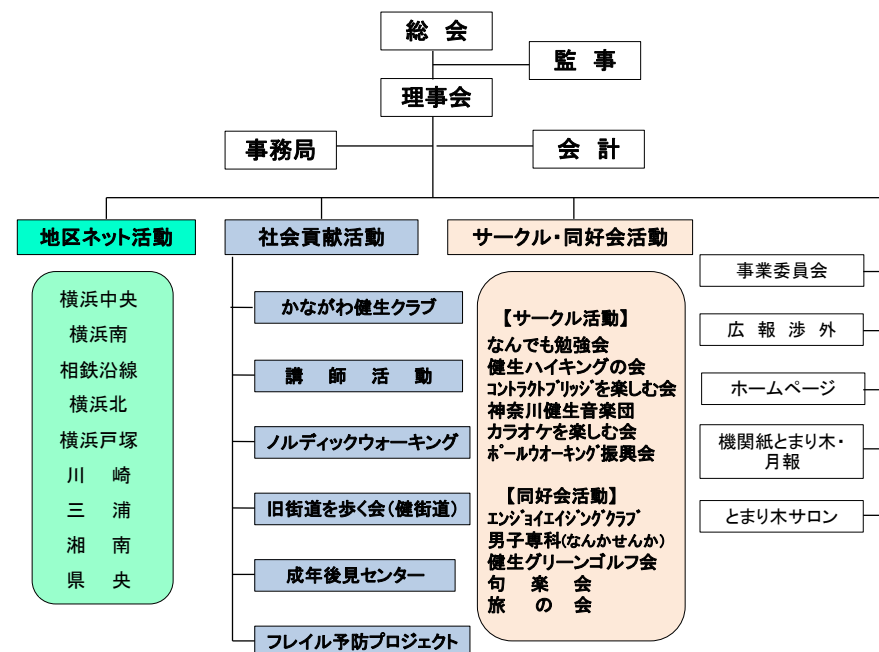 総 会
監 事
理事会
事務局
会 計
地区ネット活動
社会貢献活動
サークル・同好会活動
横浜中央
横浜南
相鉄沿線
横浜北
横浜戸塚
川 崎
三 浦
湘 南
県 央
かながわ健生クラブ
講 師 活 動
ノルディックウォーキング
旧街道を歩く会(健街道)
成年後見センター
フレイル予防プロジェクト
【サークル活動】
なんでも勉強会
健生ハイキングの会
コントラクトブリッジを楽しむ会
神奈川健生音楽団
カラオケを楽しむ会
ポールウオーキング振興会
【同好会活動】
エンジョイエイジングクラブ
男子専科(なんかせんか)
健生グリーンゴルフ会
句 楽 会
旅 の 会
事業委員会
広 報 渉 外
ホームページ
機関紙とまり木・
月報
とまり木サロン